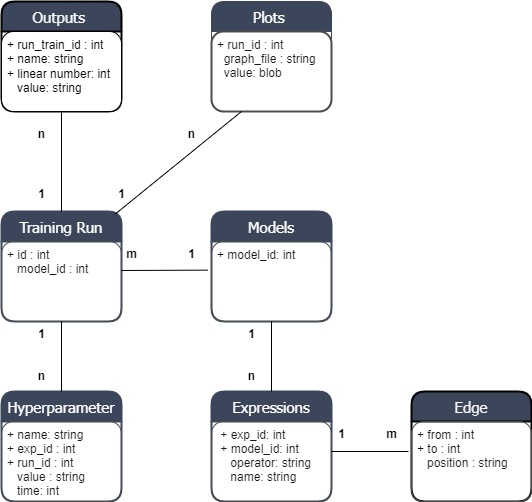 Outputs
+ run_train_id : int
+ name: string
+ linear number: int
value: string
Plots
+ run_id : int
graph_file : string
value: blob
n
n
1
1
Training Run
+ id : int
model_id : int
m
1
Models
+ model_id: int
1
n
1
n
Hyperparameter
+ name: string
+ exp_id : int
+ run_id : int
value : string
time: int
Expressions
+ exp_id: int
+ model_id: int
operator: string
name: string
1
m
Edge
+ from : int
+ to : int
position : string